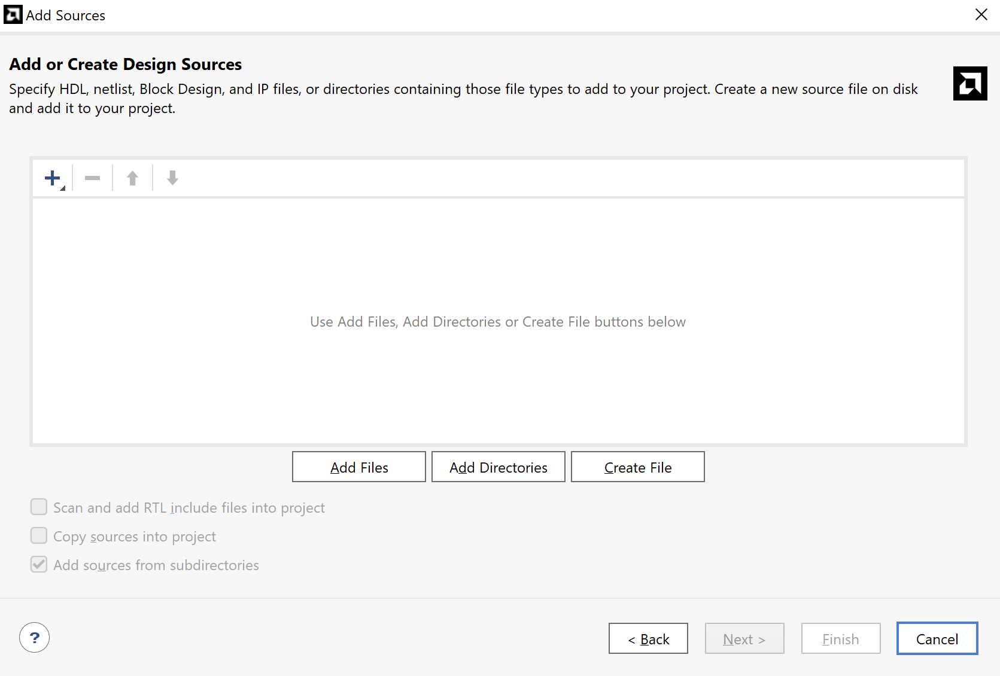 Add Sources
Add or Create Design Sources
Specify HDL, netlist, Block Design, and IP files, or directories containing those file types to add to your project. Create a new source file on disk
and add it to your project.
Use Add Files, Add Directories or Create File buttons below
Add Files
Add Directories
Create File
Scan and add RTL include files into project
Copy sources into project
Add sources from subdirectories
?
< Back
Next >
Finish
Cancel